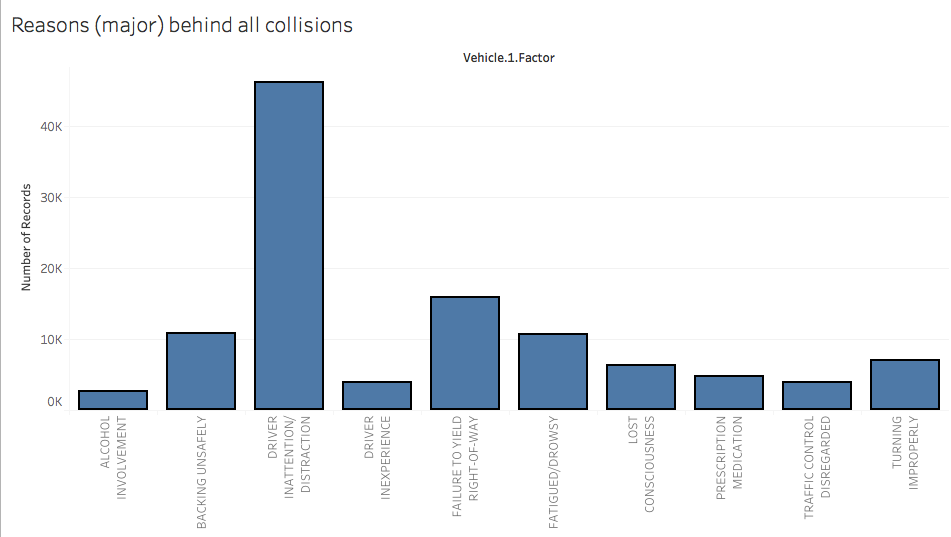 Reasons (major) behind all collisions
Vehicle.1.Factor
Number of Records
40K
30K
20K
10K
0K
ALCOHOL
INVOLVEMENT
BACKING UNSAFELY
DRIVER
INATTENTION/
DISTRACTION
DRIVER
INEXPERIENCE
FAILURE TO YIELD
RIGHT-OF-WAY
FATIGUED/DROWSY
LOST
CONSCIOUSNESS
PRESCRIPTION
MEDICATION
TRAFFIC CONTROL
DISREGARDED
TURNING
IMPROPERLY